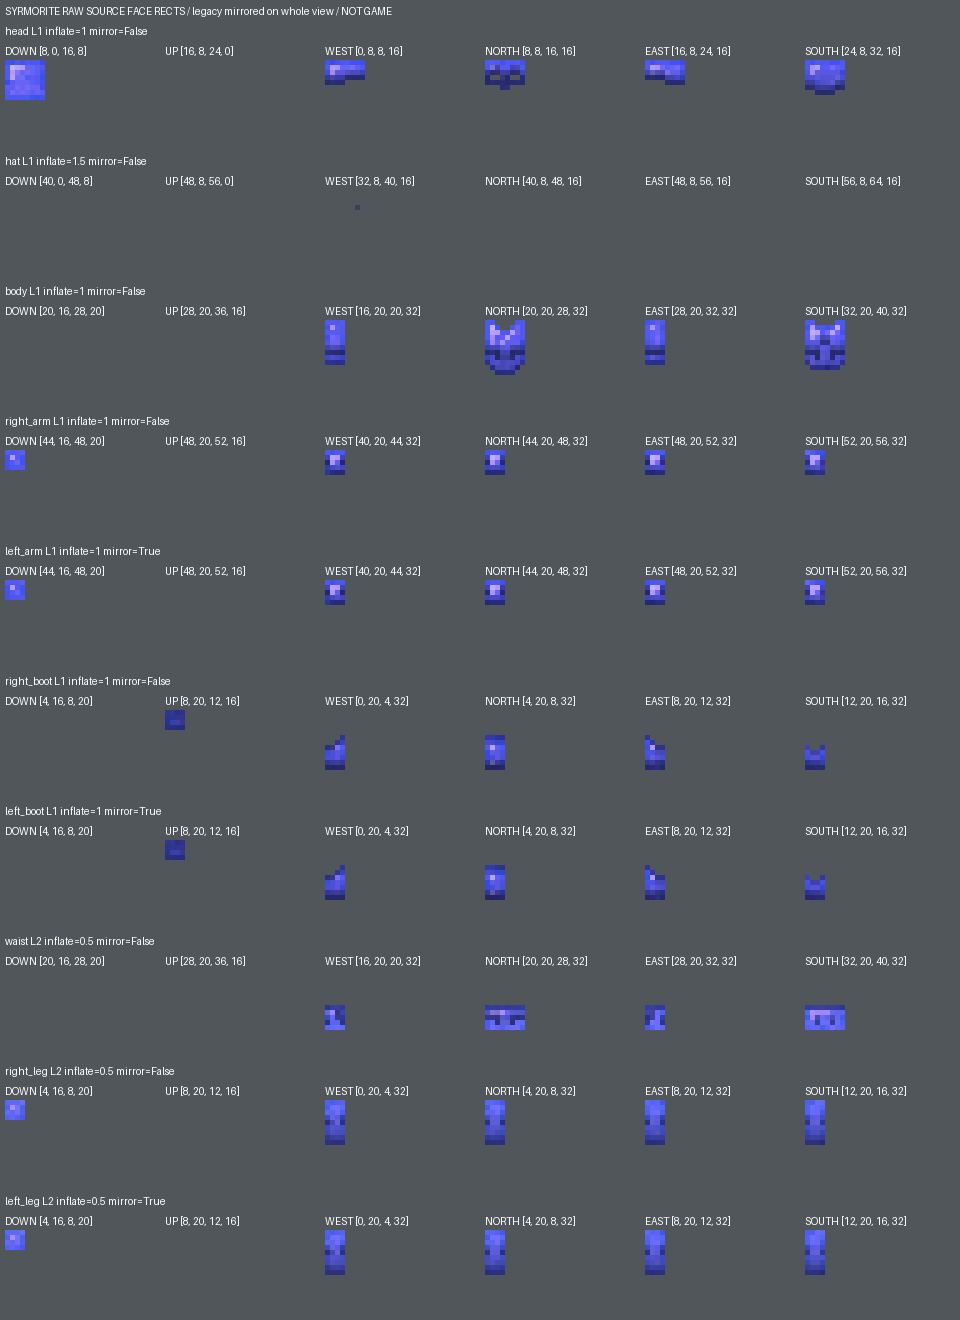 SYRMORITE RAW SOURCE FACE RECTS / legacy mirrored on whole view / NOT GAME
head L1 inflate=1 mirror=False
DOWN [8, 0, 16, 8] UP [16, 8, 24, 0] WEST [0, 8, 8, 16] NORTH [8, 8, 16, 16] EAST [16, 8, 24, 16] SOUTH [24, 8, 32, 16]
hat L1 inflate=1.5 mirror=False
DOWN [40, 0, 48, 8] UP [48, 8, 56, 0] WEST [32, 8, 40, 16] NORTH [40, 8, 48, 16] EAST [48, 8, 56, 16] SOUTH [56, 8, 64, 16]
body L1 inflate=1 mirror=False
DOWN [20, 16, 28, 20] UP [28, 20, 36, 16] WEST [16, 20, 20, 32] NORTH [20, 20, 28, 32] EAST [28, 20, 32, 32] SOUTH [32, 20, 40, 32]
right_arm L1 inflate=1 mirror=False
DOWN [44, 16, 48, 20] UP [48, 20, 52, 16] WEST [40, 20, 44, 32] NORTH [44, 20, 48, 32] EAST [48, 20, 52, 32] SOUTH [52, 20, 56, 32]
left_arm L1 inflate=1 mirror=True
DOWN [44, 16, 48, 20] UP [48, 20, 52, 16] WEST [40, 20, 44, 32] NORTH [44, 20, 48, 32] EAST [48, 20, 52, 32] SOUTH [52, 20, 56, 32]
right_boot L1 inflate=1 mirror=False
DOWN [4, 16, 8, 20] UP [8, 20, 12, 16] WEST [0, 20, 4, 32] NORTH [4, 20, 8, 32] EAST [8, 20, 12, 32] SOUTH [12, 20, 16, 32]
left_boot L1 inflate=1 mirror=True
DOWN [4, 16, 8, 20] UP [8, 20, 12, 16] WEST [0, 20, 4, 32] NORTH [4, 20, 8, 32] EAST [8, 20, 12, 32] SOUTH [12, 20, 16, 32]
waist L2 inflate=0.5 mirror=False
DOWN [20, 16, 28, 20] UP [28, 20, 36, 16] WEST [16, 20, 20, 32] NORTH [20, 20, 28, 32] EAST [28, 20, 32, 32] SOUTH [32, 20, 40, 32]
right_leg L2 inflate=0.5 mirror=False
DOWN [4, 16, 8, 20] UP [8, 20, 12, 16] WEST [0, 20, 4, 32] NORTH [4, 20, 8, 32] EAST [8, 20, 12, 32] SOUTH [12, 20, 16, 32]
left_leg L2 inflate=0.5 mirror=True
DOWN [4, 16, 8, 20] UP [8, 20, 12, 16] WEST [0, 20, 4, 32] NORTH [4, 20, 8, 32] EAST [8, 20, 12, 32] SOUTH [12, 20, 16, 32]